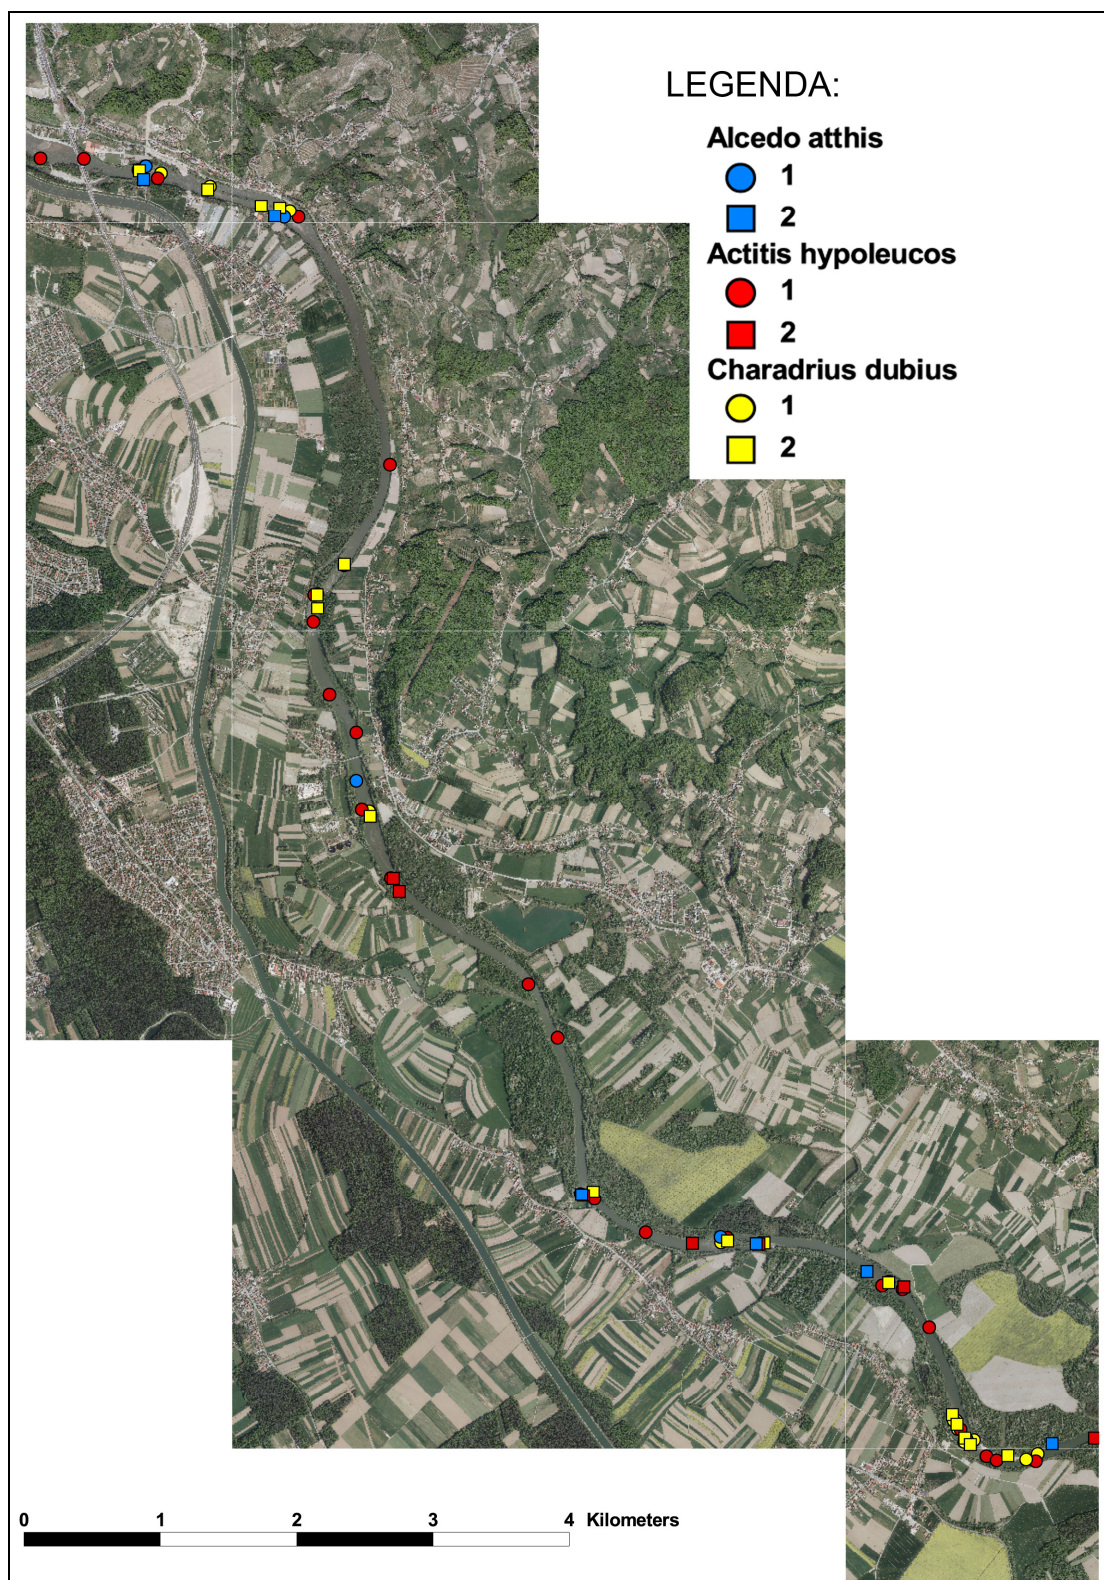 LEGENDA:
Alcedo atthis
1
2
Actitis hypoleucos
1
2
Charadrius dubius
1
2
0 1 2 3 4 Kilometers